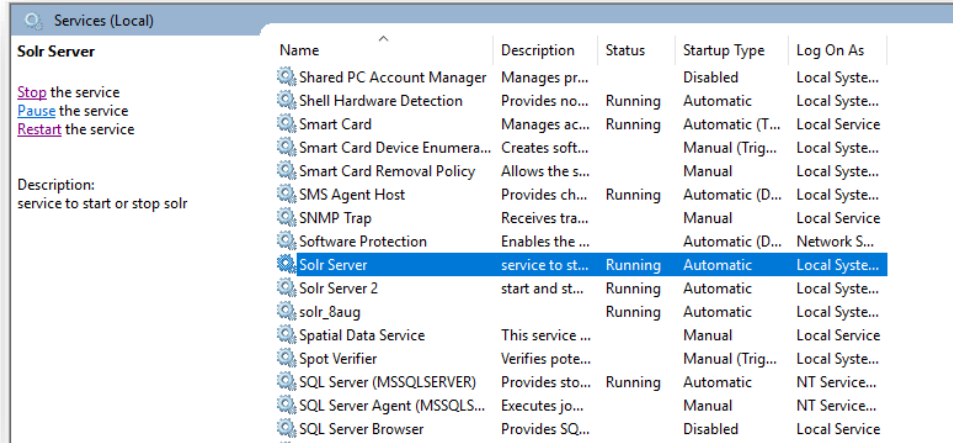 Services (Local)
Solr Server
Stop the service
Pause the service
Restart the service
Description:
service to start or stop solr
Name Description Status Startup Type Log On As
Shared PC Account Manager Manages pr... Disabled Local Syste...
Shell Hardware Detection Provides no... Running Automatic Local Syste...
Smart Card Manages ac... Running Automatic (T... Local Service
Smart Card Device Enumera... Creates soft... Manual (Trig... Local Syste...
Smart Card Removal Policy Allows the s... Manual Local Syste...
SMS Agent Host Provides ch... Running Automatic (D... Local Syste...
SNMP Trap Receives tra... Manual Local Service
Software Protection Enables the ... Automatic (D... Network S...
Solr Server service to st... Running Automatic Local Syste...
Solr Server 2 start and st... Running Automatic Local Syste...
solr_8aug Running Automatic Local Syste...
Spatial Data Service This service ... Manual Local Service
Spot Verifier Verifies pote... Manual (Trig... Local Syste...
SQL Server (MSSQLSERVER) Provides sto... Running Automatic NT Service...
SQL Server Agent (MSSQLS... Executes jo... Manual NT Service...
SQL Server Browser Provides SQ... Disabled Local Service